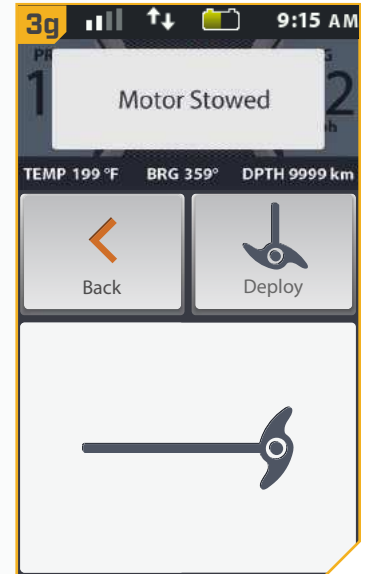 3g 9:15 AM
Motor Stowed
TEMP 199 °F BRG 359° DPTH 9999 km
Back Deploy